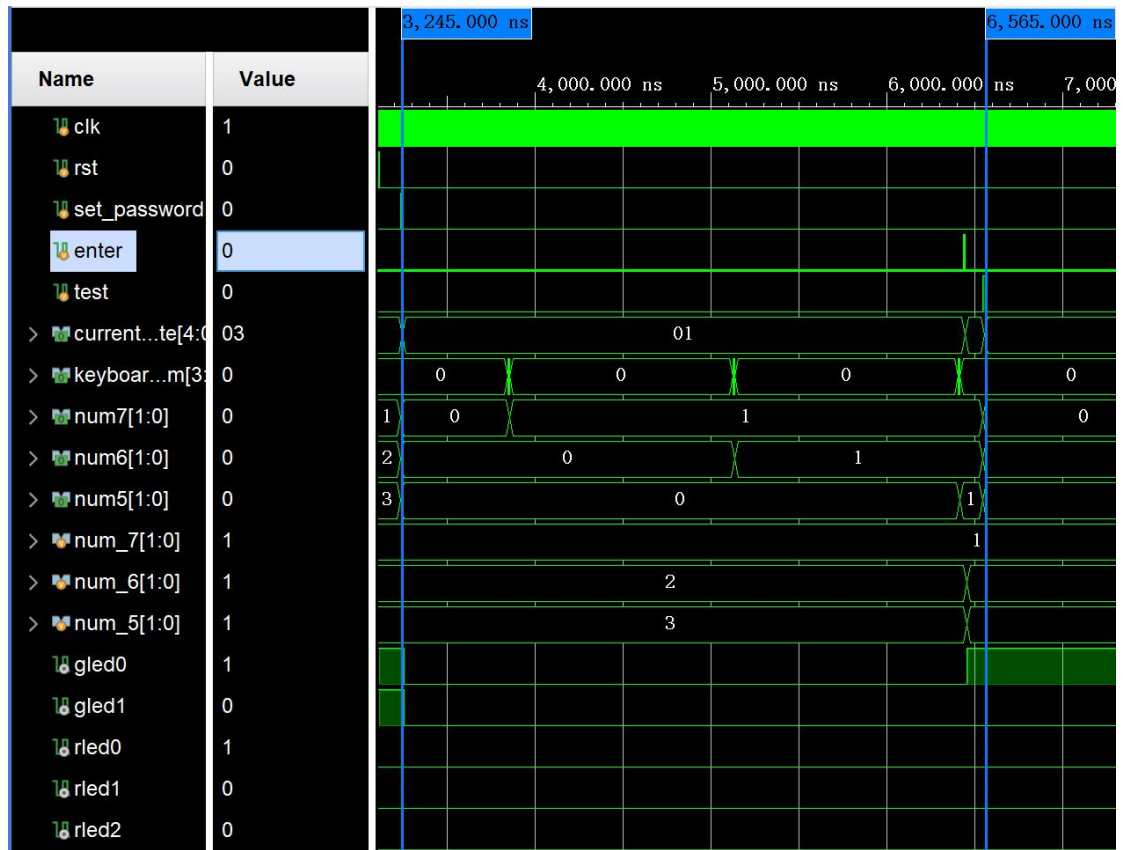 3,245.000 ns 6,565.000 ns
Name Value
4,000.000 ns 5,000.000 ns 6,000.000 ns 7,000
clk 1
rst 0
set_password 0
enter 0
test 0
current...te[4:0 03 01
keyboar...m[3: 0 0 0 0 0
num7[1:0] 0 1 0 1 0
num6[1:0] 0 2 0 1
num5[1:0] 0 3 0 1
num_7[1:0] 1 1
num_6[1:0] 1 2
num_5[1:0] 1 3
gled0 1
gled1 0
rled0 1
rled1 0
rled2 0